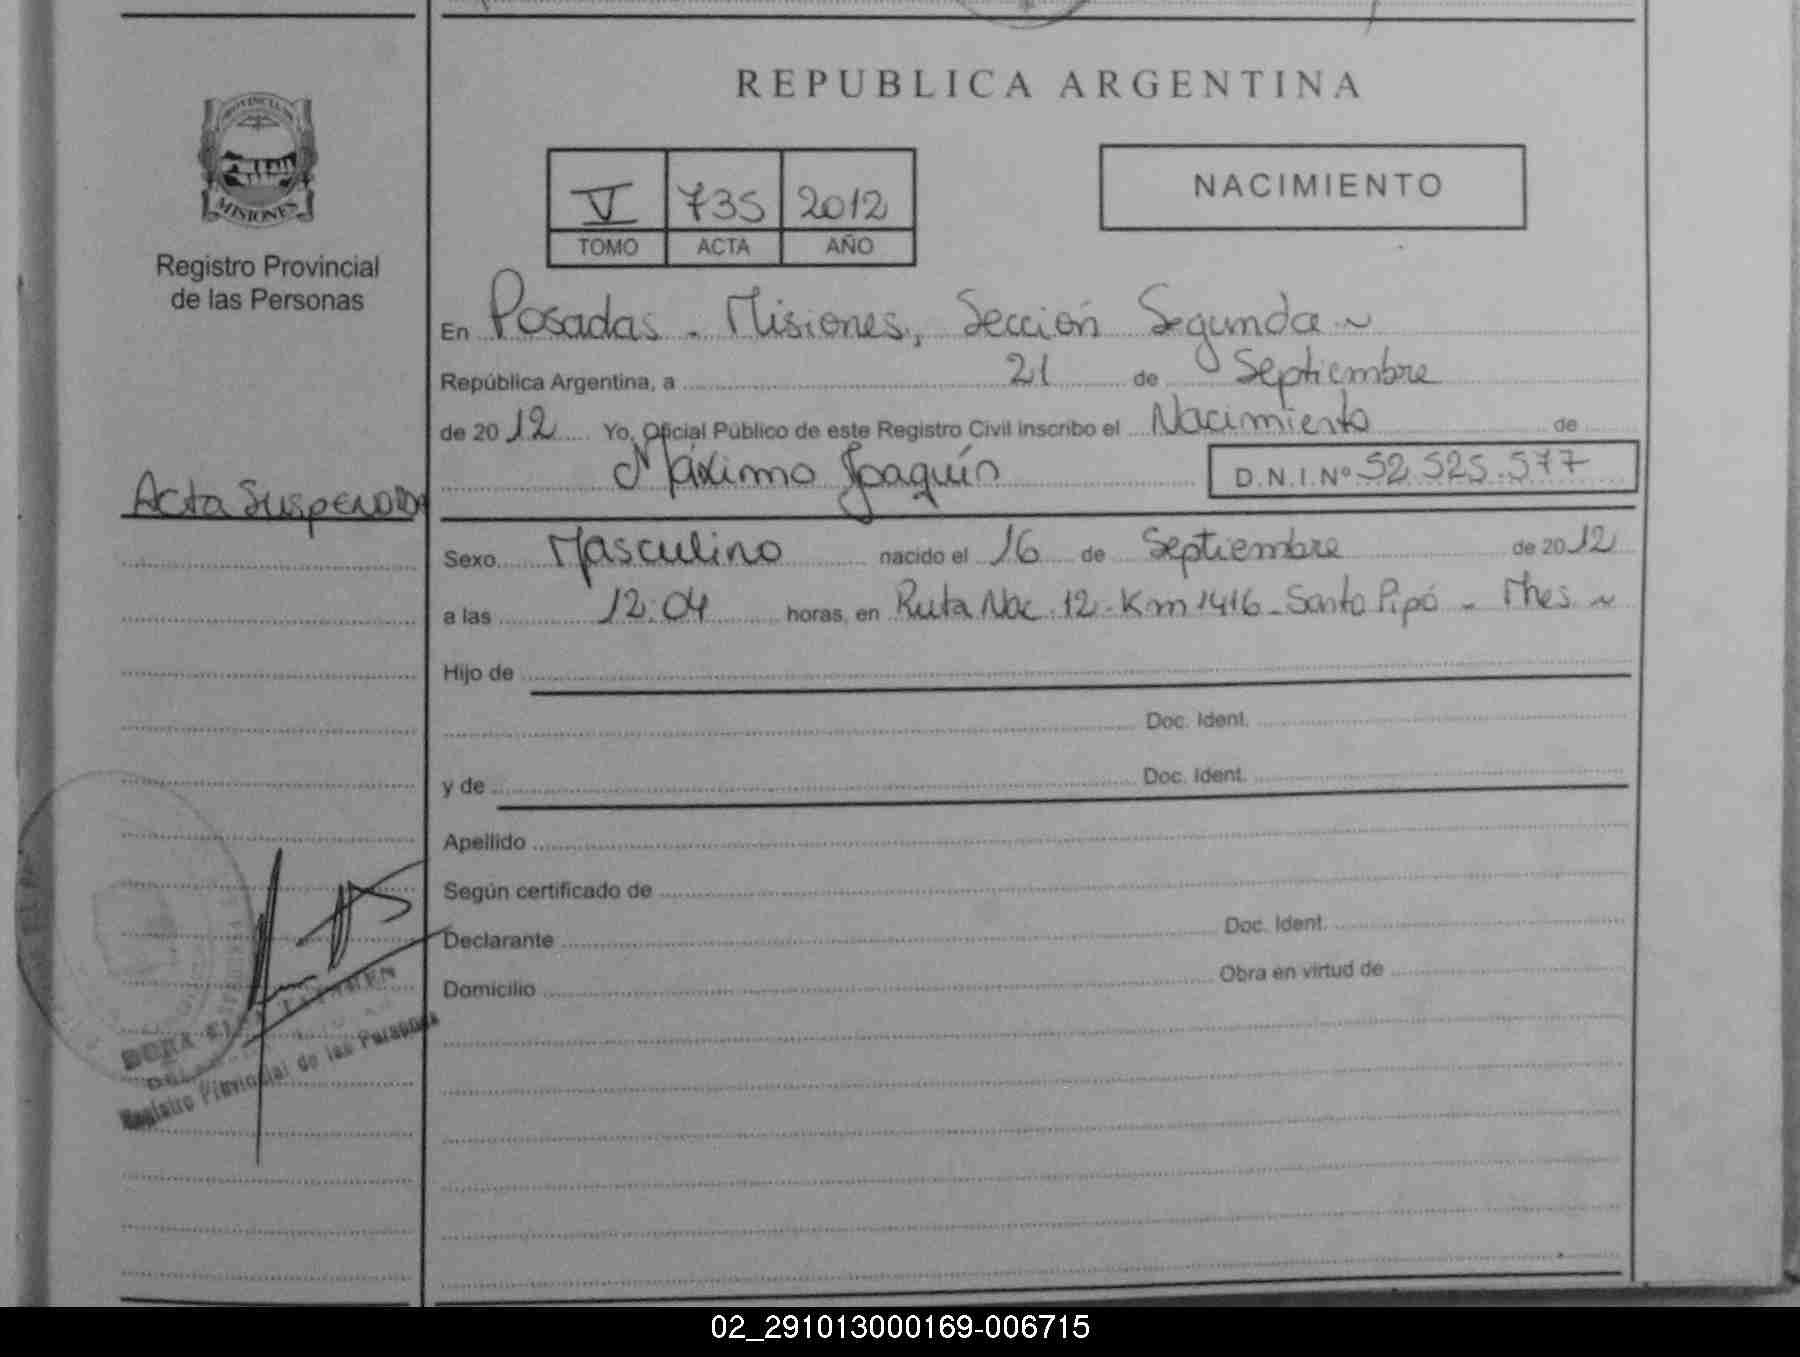 REPUBLICA ARGENTINA
PROVINCIA DE
MISIONES
Registro Provincial
de las Personas
V 735 2012
TOMO ACTA AÑO
NACIMIENTO
En Posadas - Misiones, Sección Segunda ~
República Argentina, a 21 de Septiembre
de 2012 Yo, Oficial Público de este Registro Civil inscribo el Nacimiento de
Máximo Joaquín D.N.I.Nº 52.525.577
Acta Suspendida
Sexo Masculino nacido el 16 de Septiembre de 2012
a las 12:04 horas, en Ruta Nac. 12 - Km 1416 - Santo Pipó - Mnes ~
Hijo de
Doc. Ident.
y de Doc. Ident.
Apellido
Según certificado de
Declarante Doc. Ident.
Domicilio Obra en virtud de
Registro Provincial de las Personas
02_291013000169-006715